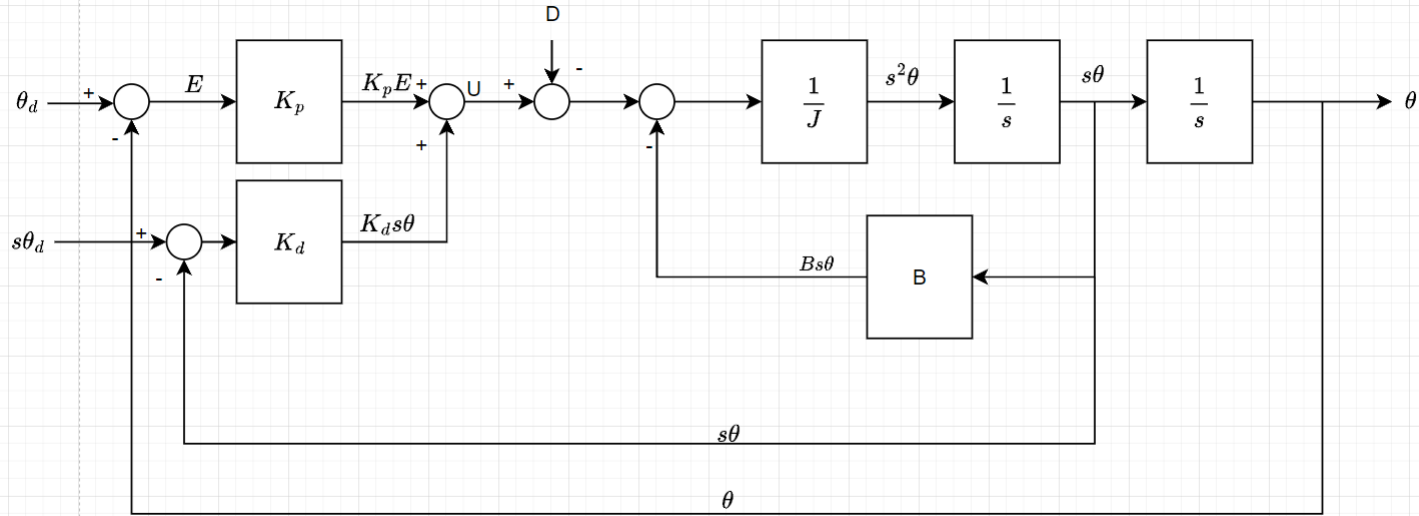 D
-
θ_d
+
E
K_p
K_pE
+
U
+
1/J
s²θ
1/s
sθ
1/s
θ
-
+
-
sθ_d
+
K_d
K_dsθ
-
Bsθ
B
sθ
θ